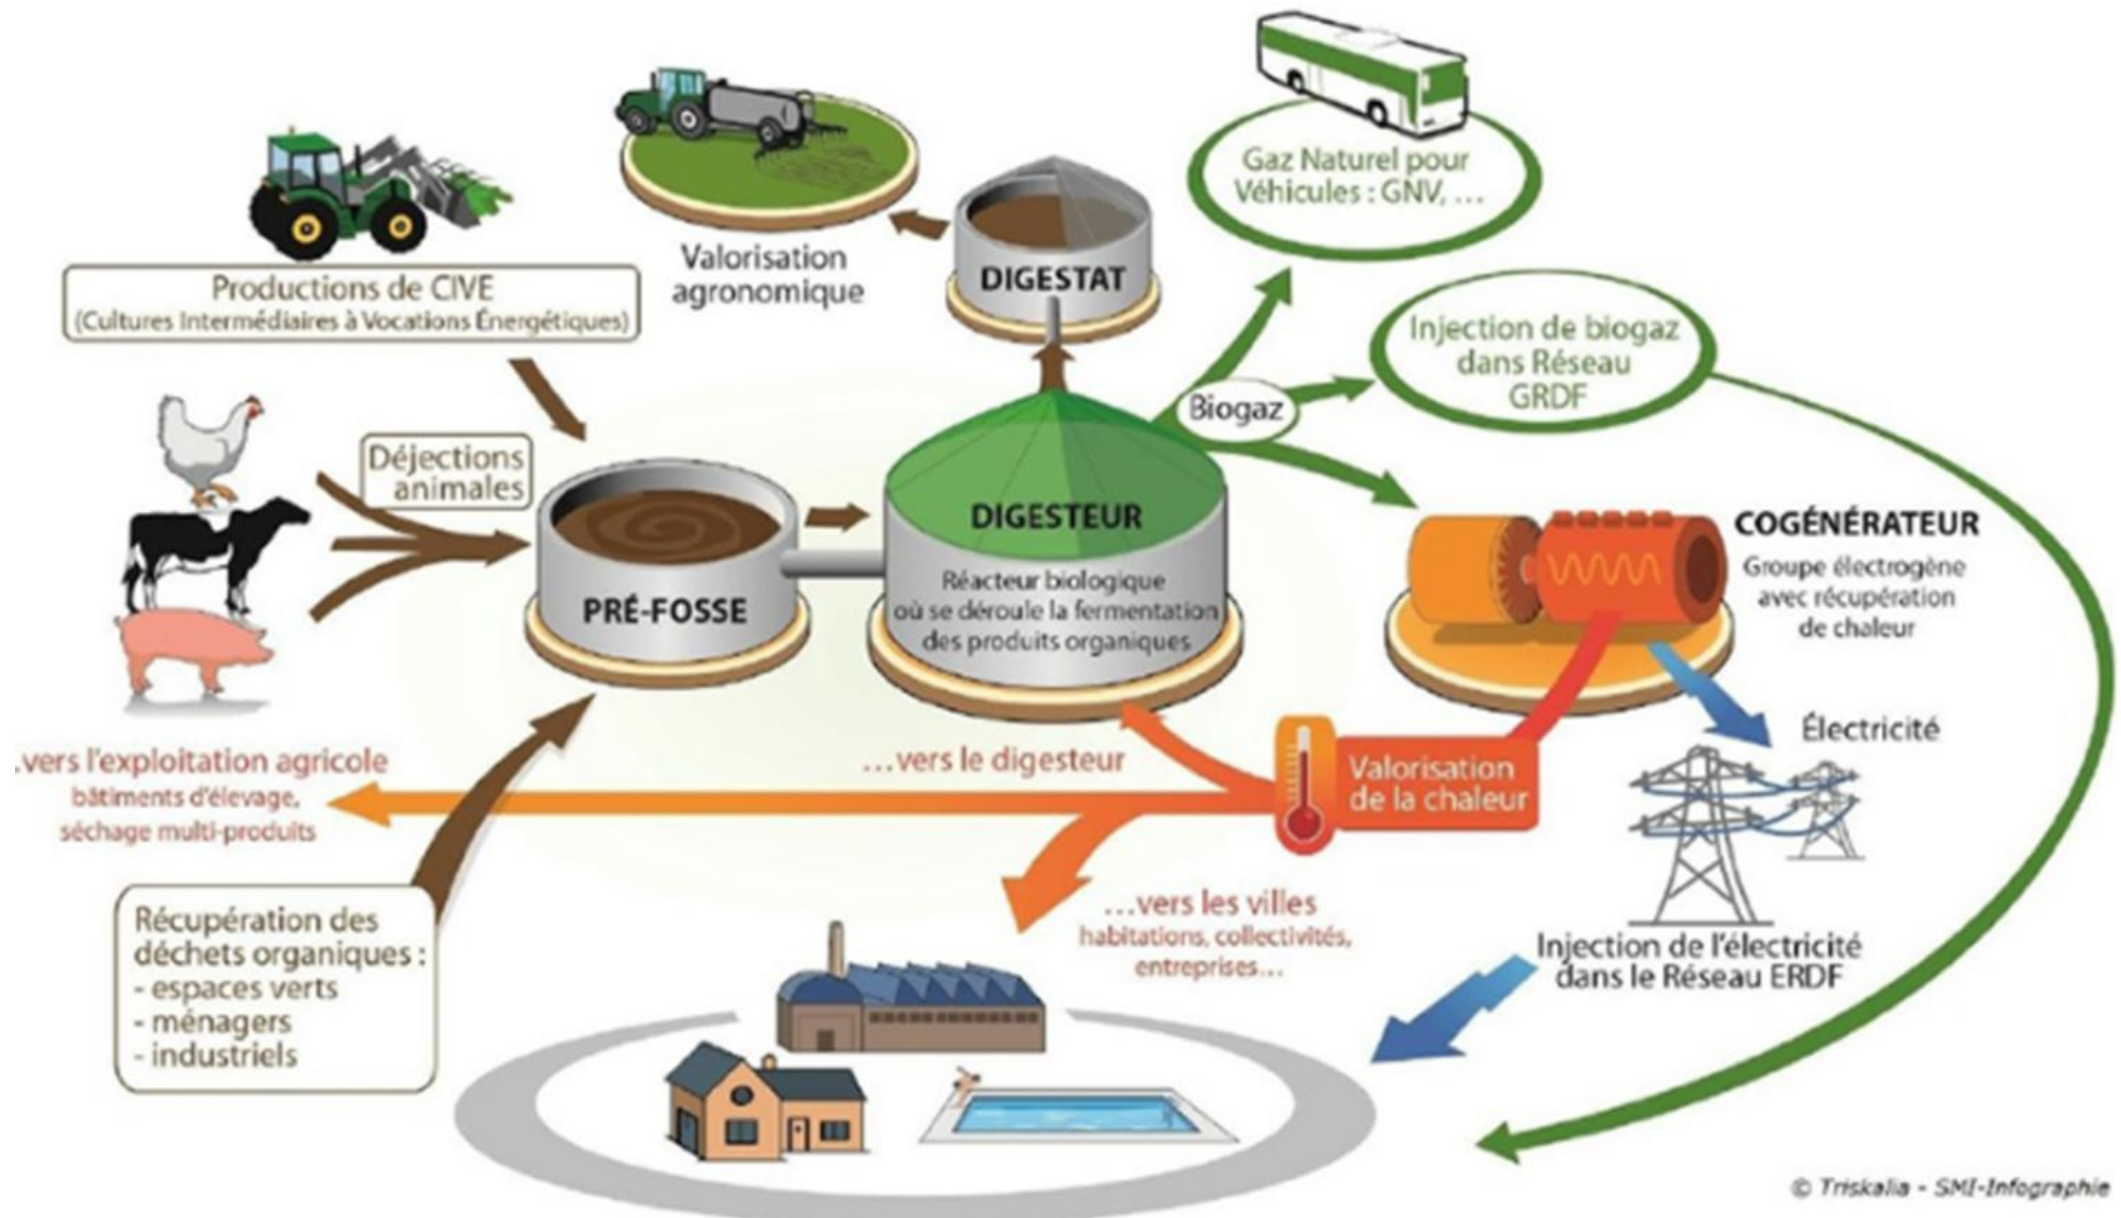 Gaz Naturel pour
Véhicules : GNV, ...
Valorisation
agronomique
DIGESTAT
Productions de CIVE
(Cultures Intermédiaires à Vocations Énergétiques)
Injection de biogaz
dans Réseau
GRDF
Biogaz
Déjections
animales
PRÉ-FOSSE
DIGESTEUR
Réacteur biologique
où se déroule la fermentation
des produits organiques
COGÉNÉRATEUR
Groupe électrogène
avec récupération
de chaleur
Électricité
..vers l'exploitation agricole
bâtiments d'élevage,
séchage multi-produits
...vers le digesteur
Valorisation
de la chaleur
...vers les villes
habitations, collectivités,
entreprises...
Injection de l'électricité
dans le Réseau ERDF
Récupération des
déchets organiques :
- espaces verts
- ménagers
- industriels
© Triskalia - SMI-Infographie